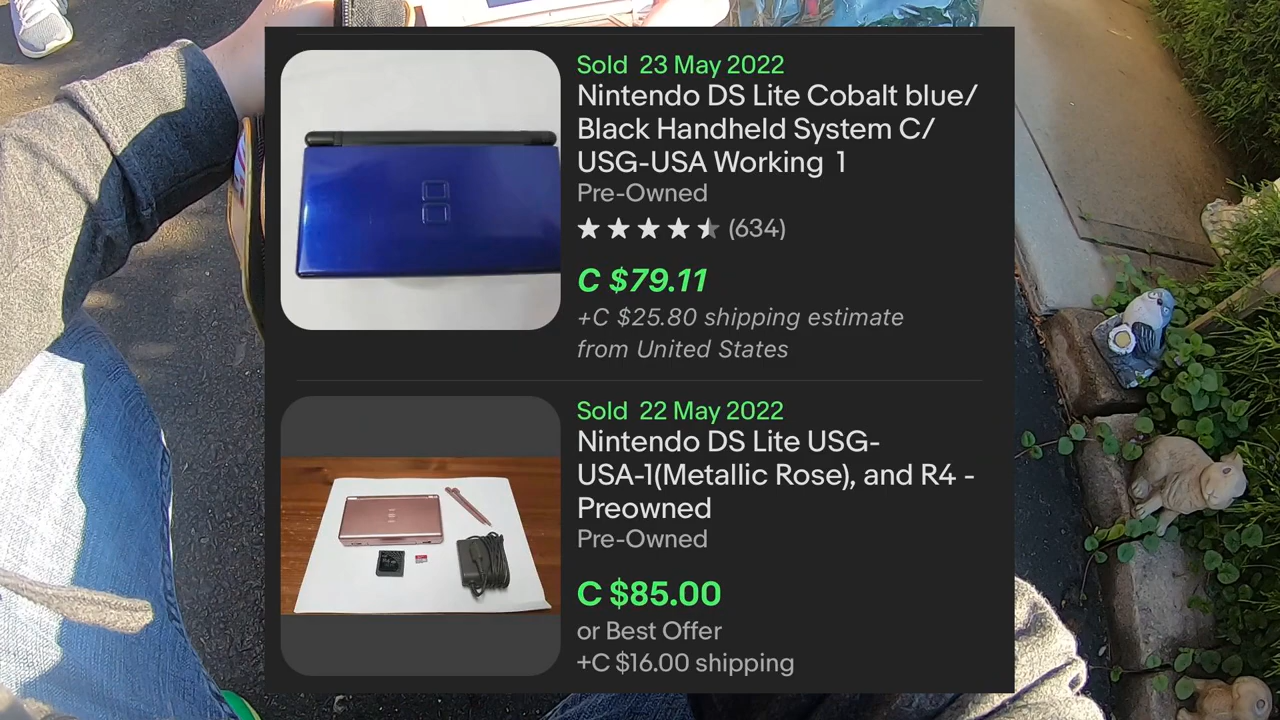 Sold 23 May 2022
Nintendo DS Lite Cobalt blue/
Black Handheld System C/
USG-USA Working 1
Pre-Owned
(634)
C $79.11
+C $25.80 shipping estimate
from United States
Sold 22 May 2022
Nintendo DS Lite USG-
USA-1(Metallic Rose), and R4 -
Preowned
Pre-Owned
C $85.00
or Best Offer
+C $16.00 shipping